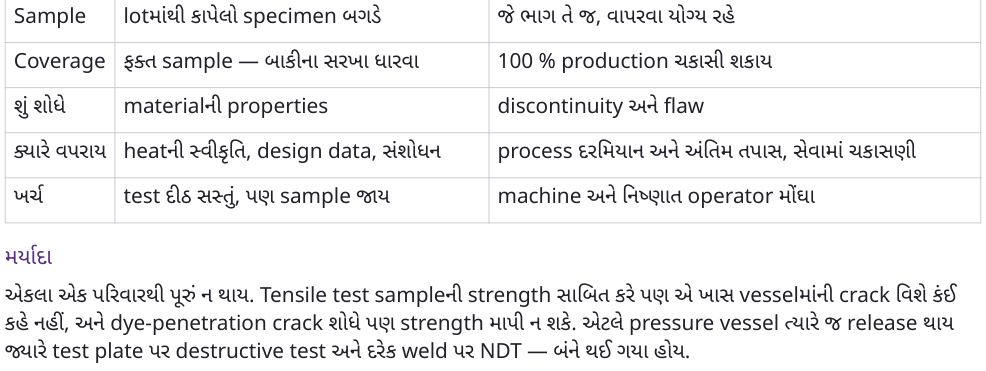 Sample lotમાંથી કાપેલો specimen બગડે જે ભાગ તે જ, વાપરવા યોગ્ય રહે
Coverage ફક્ત sample — બાકીના સરખા ધારવા 100 % production ચકાસી શકાય
શું શોધે materialની properties discontinuity અને flaw
ક્યારે વપરાય heatની સ્વીકૃતિ, design data, સંશોધન process દરમિયાન અને અંતિમ તપાસ, સેવામાં ચકાસણી
ખર્ચ test દીઠ સસ્તું, પણ sample જાય machine અને નિષ્ણાત operator મોંઘા
મર્યાદા
એકલા એક પરિવારથી પૂરું ન થાય. Tensile test sampleની strength સાબિત કરે પણ એ ખાસ vesselમાંની crack વિશે કંઈ
કહે નહીં, અને dye-penetration crack શોધે પણ strength માપી ન શકે. એટલે pressure vessel ત્યારે જ release થાય
જ્યારે test plate પર destructive test અને દરેક weld પર NDT — બંને થઈ ગયા હોય.